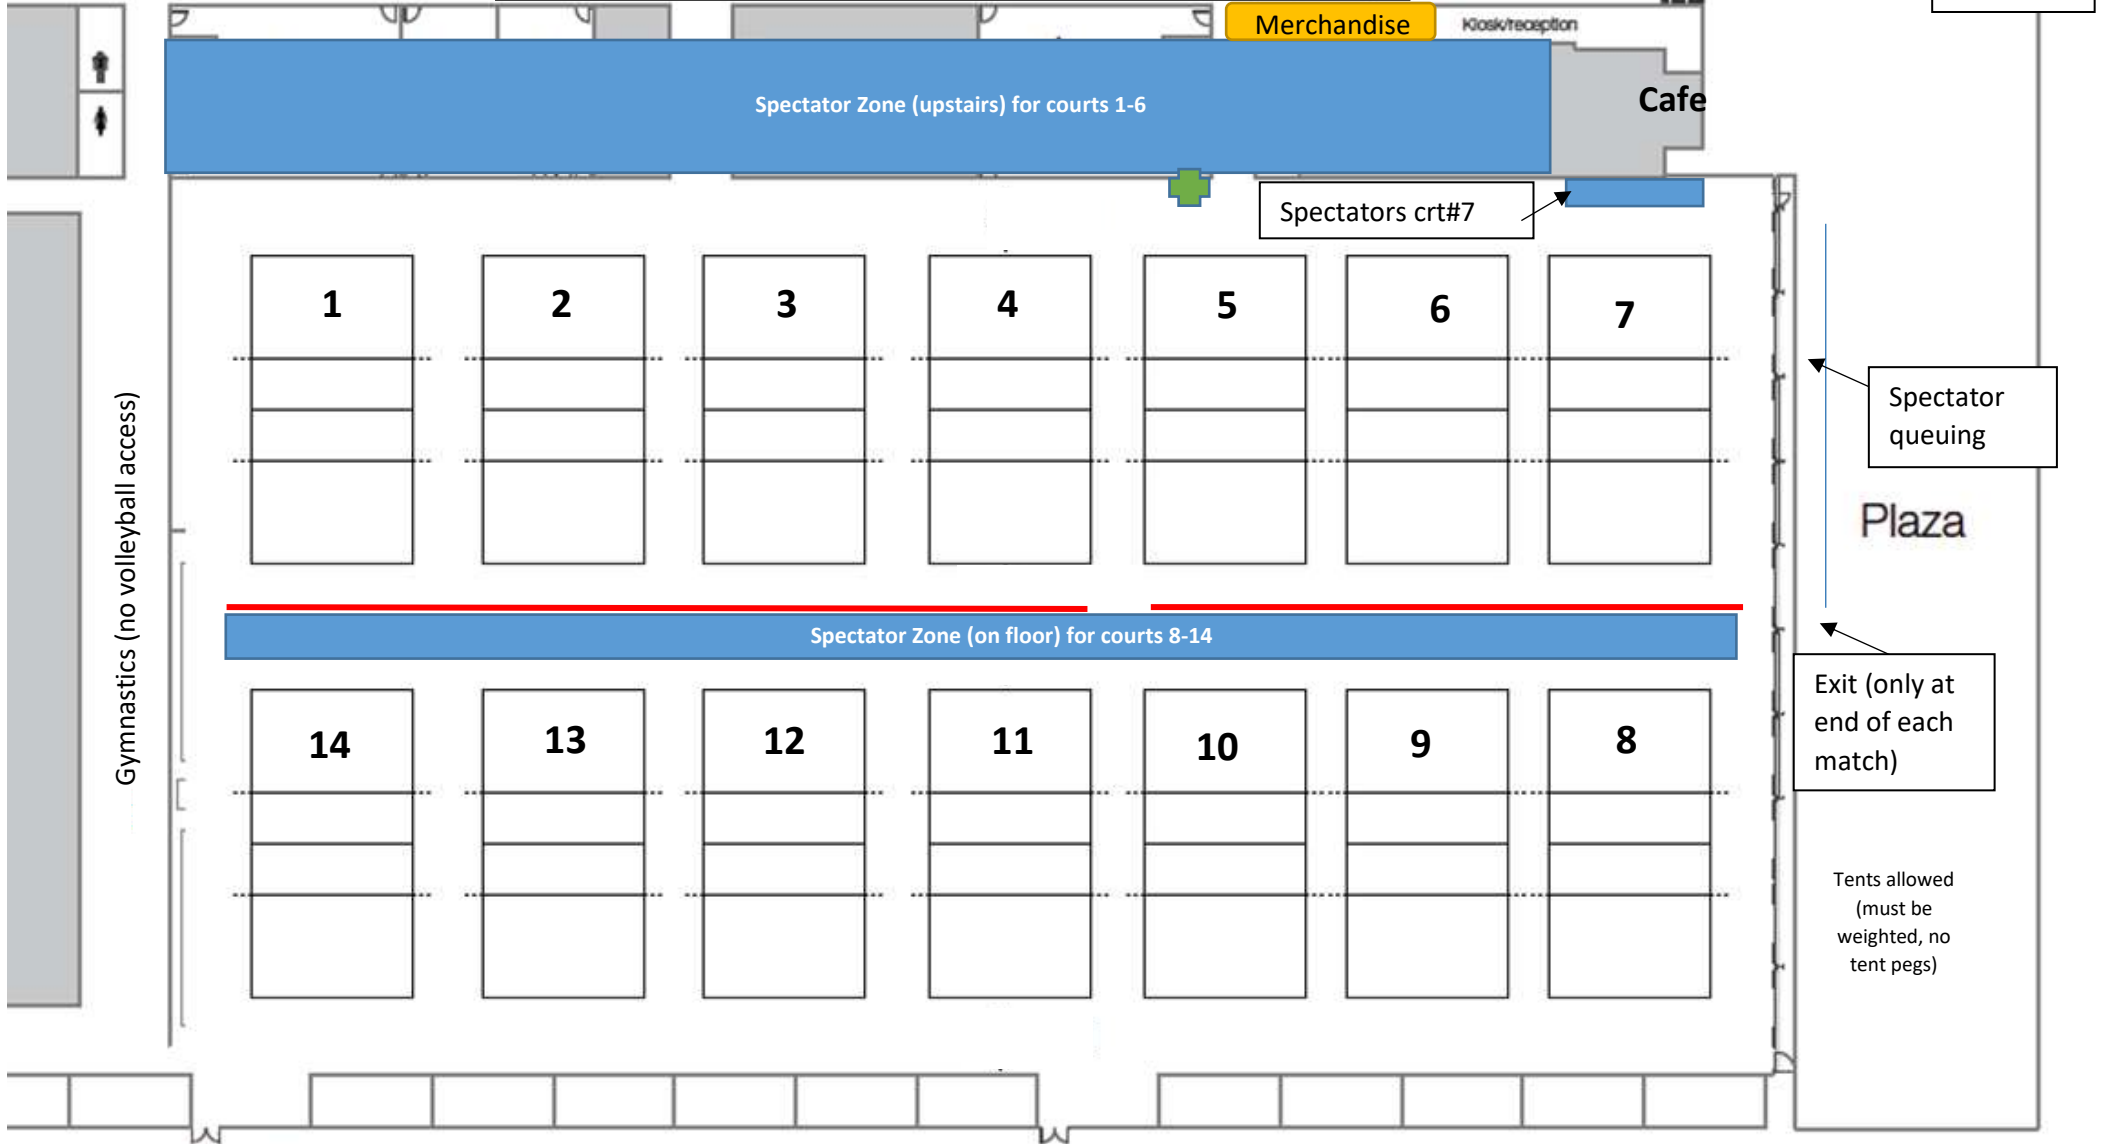 Merchandise
Kiosk/reception
Spectator Zone (upstairs) for courts 1-6
Cafe
Spectators crt#7
1
2
3
4
5
6
7
Spectator
queuing
Plaza
Gymnastics (no volleyball access)
Spectator Zone (on floor) for courts 8-14
Exit (only at
end of each
match)
14
13
12
11
10
9
8
Tents allowed
(must be
weighted, no
tent pegs)